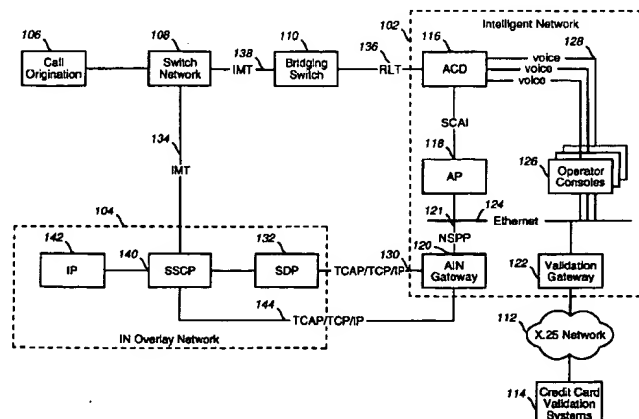 102
Intelligent Network
106
Call
Origination
108
Switch
Network
138
IMT
110
Bridging
Switch
136
RLT
116
ACD
voice
voice
voice
128
134
IMT
SCAI
118
AP
126
Operator
Consoles
121
124
Ethernet
NSPP
104
142
IP
140
SSCP
132
SDP
130
TCAP/TCP/IP
120
AIN
Gateway
122
Validation
Gateway
144
TCAP/TCP/IP
IN Overlay Network
112
X.25 Network
114
Credit Card
Validation
Systems